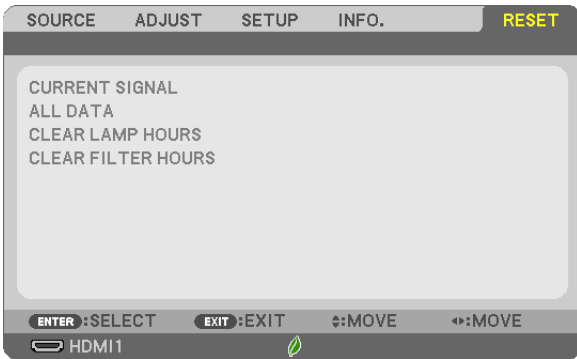 SOURCE ADJUST SETUP INFO. RESET
CURRENT SIGNAL
ALL DATA
CLEAR LAMP HOURS
CLEAR FILTER HOURS
ENTER :SELECT EXIT :EXIT :MOVE :MOVE
HDMI1